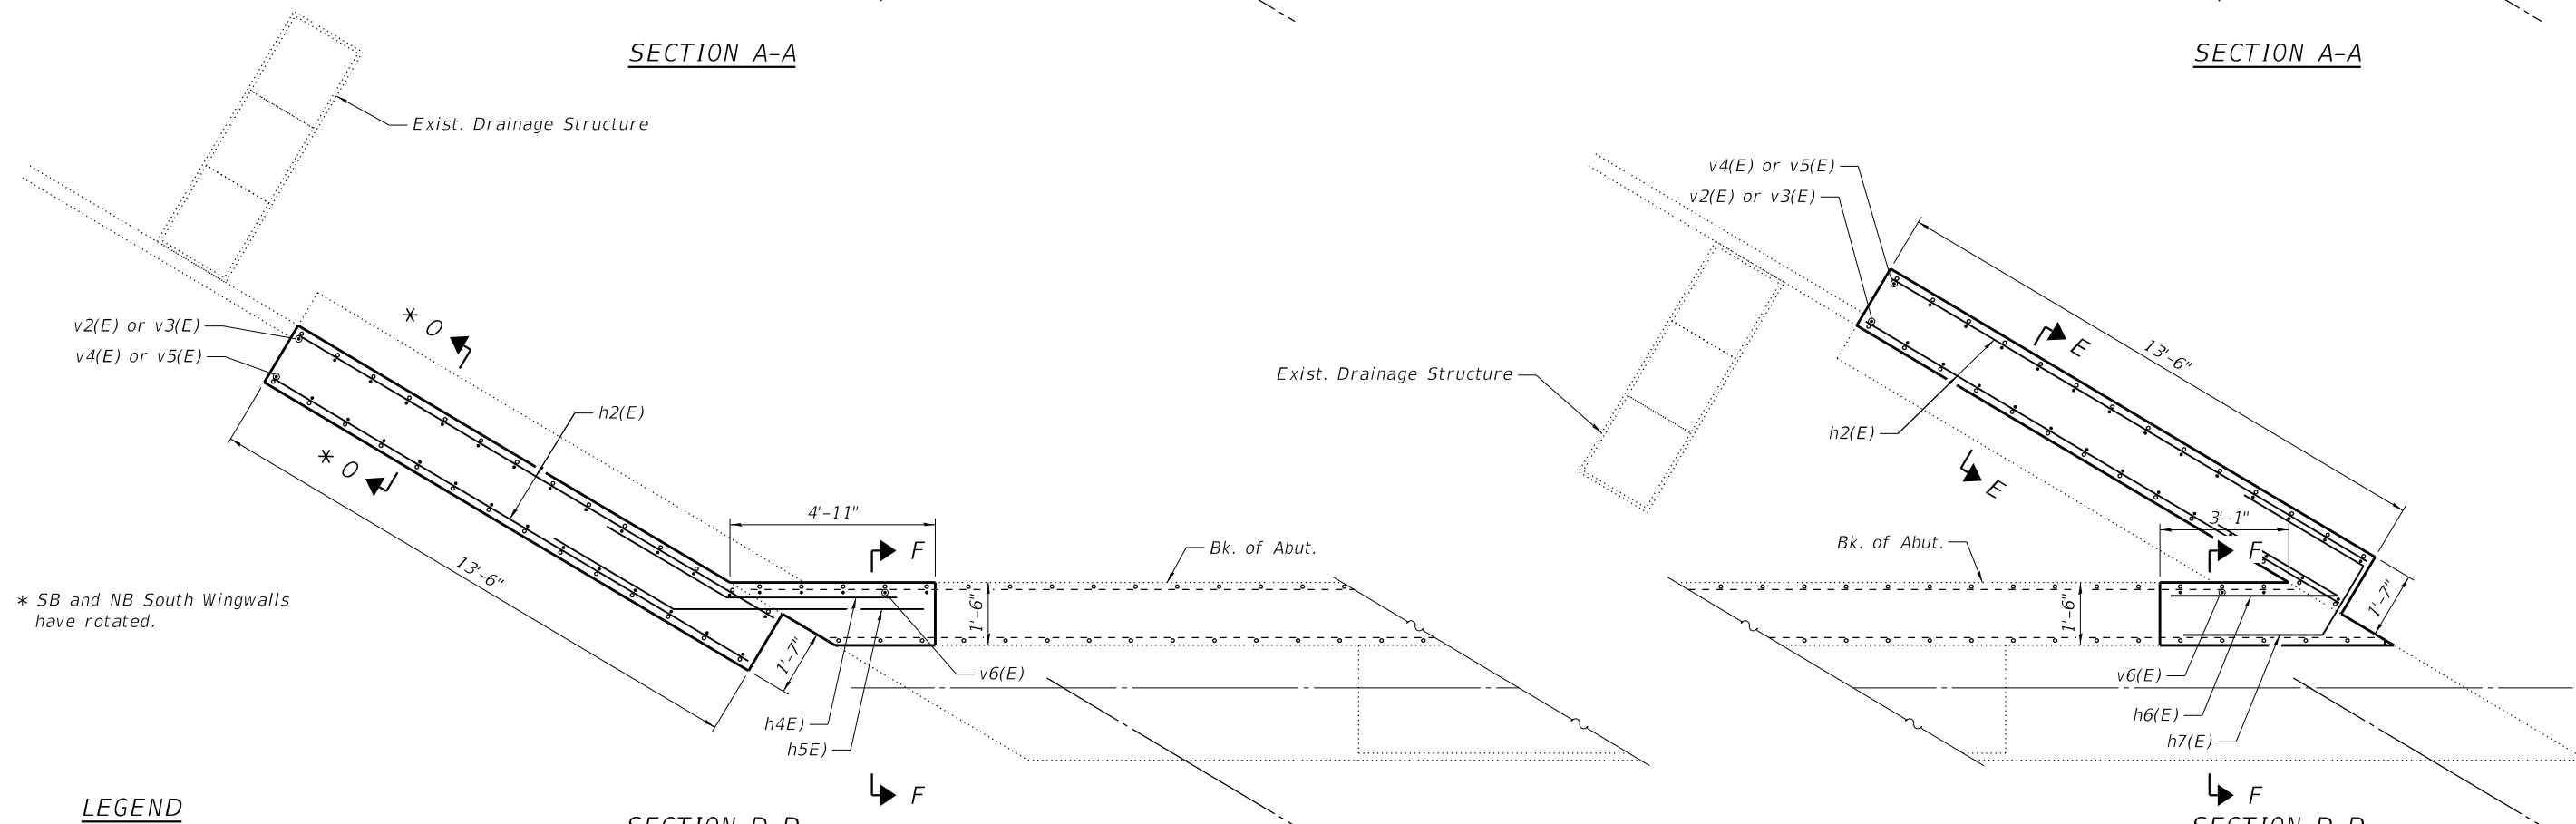 SECTION A-A
SECTION A-A
Exist. Drainage Structure
v2(E) or v3(E)
v4(E) or v5(E)
* O
* O
h2(E)
13'-6"
4'-11"
F
Bk. of Abut.
1'-6"
1'-7"
v6(E)
h4E)
h5E)
F
* SB and NB South Wingwalls
have rotated.
LEGEND
SECTION D-D
v4(E) or v5(E)
v2(E) or v3(E)
E
13'-6"
Exist. Drainage Structure
h2(E)
E
3'-1"
F
Bk. of Abut.
1'-6"
1'-7"
v6(E)
h6(E)
h7(E)
F
SECTION D-D